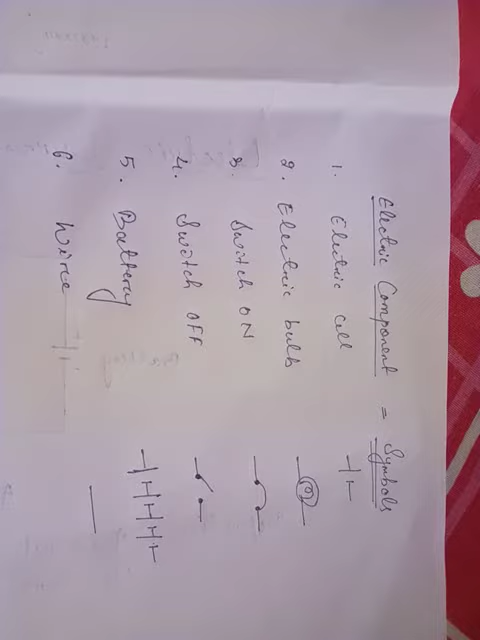 Electric Component = Symbols
1. Electric cell
2. Electric bulb
3. Switch ON
4. Switch OFF
5. Battery
6. Wire